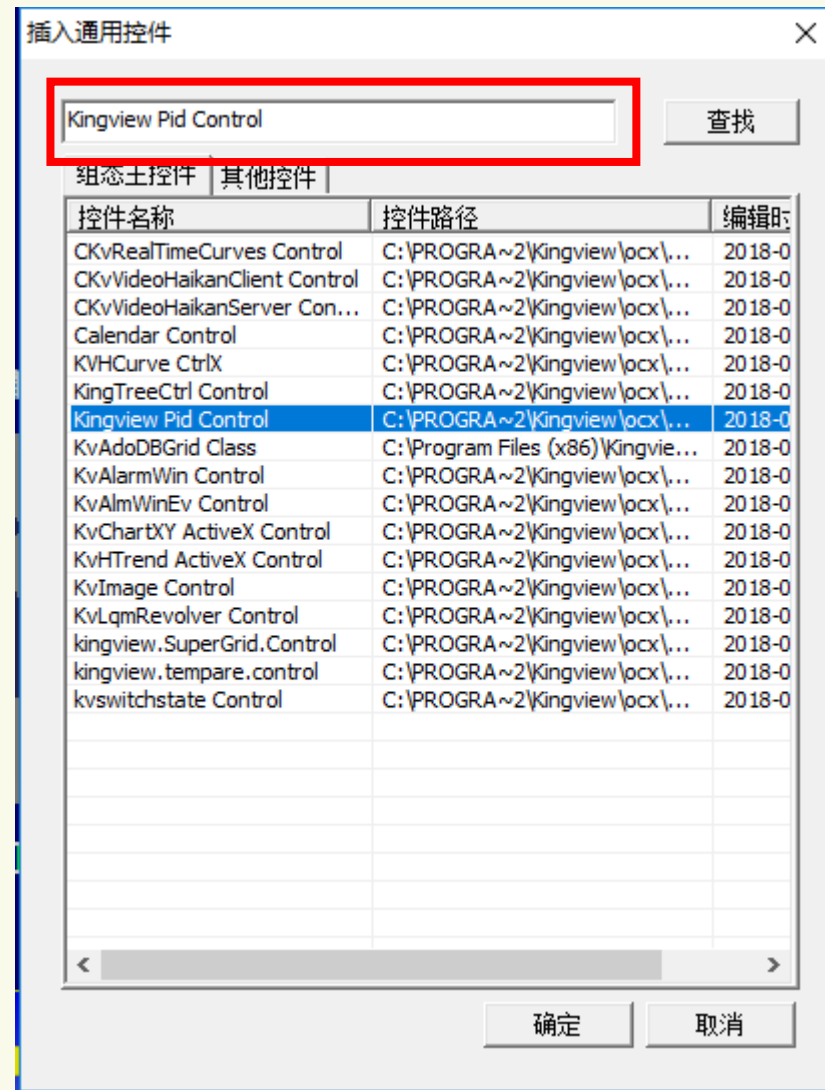 插入通用控件
Kingview Pid Control
查找
组态王控件 其他控件
控件名称 控件路径 编辑时
CKvRealTimeCurves Control C:\PROGRA~2\Kingview\ocx\... 2018-0
CKvVideoHaikanClient Control C:\PROGRA~2\Kingview\ocx\... 2018-0
CKvVideoHaikanServer Con... C:\PROGRA~2\Kingview\ocx\... 2018-0
Calendar Control C:\PROGRA~2\Kingview\ocx\... 2018-0
KVHCurve CtrlX C:\PROGRA~2\Kingview\ocx\... 2018-0
KingTreeCtrl Control C:\PROGRA~2\Kingview\ocx\... 2018-0
Kingview Pid Control C:\PROGRA~2\Kingview\ocx\... 2018-0
KvAdoDBGrid Class C:\Program Files (x86)\Kingvie... 2018-0
KvAlarmWin Control C:\PROGRA~2\Kingview\ocx\... 2018-0
KvAlmWinEv Control C:\PROGRA~2\Kingview\ocx\... 2018-0
KvChartXY ActiveX Control C:\PROGRA~2\Kingview\ocx\... 2018-0
KvHTrend ActiveX Control C:\PROGRA~2\Kingview\ocx\... 2018-0
KvImage Control C:\PROGRA~2\Kingview\ocx\... 2018-0
KvLqmRevolver Control C:\PROGRA~2\Kingview\ocx\... 2018-0
kingview.SuperGrid.Control C:\PROGRA~2\Kingview\ocx\... 2018-0
kingview.tempare.control C:\PROGRA~2\Kingview\ocx\... 2018-0
kvswitchstate Control C:\PROGRA~2\Kingview\ocx\... 2018-0
确定 取消